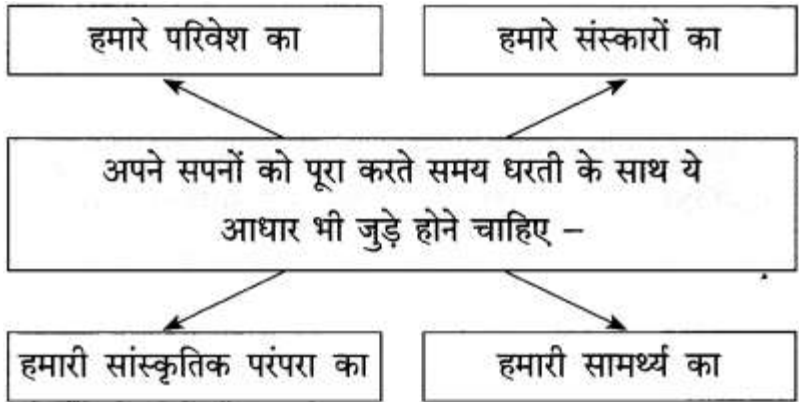 हमारे परिवेश का
हमारे संस्कारों का
अपने सपनों को पूरा करते समय धरती के साथ ये
आधार भी जुड़े होने चाहिए –
हमारी सांस्कृतिक परंपरा का
हमारी सामर्थ्य का